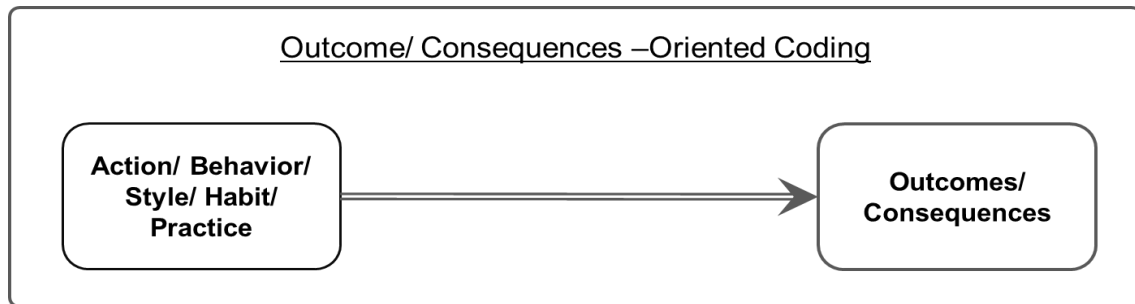 Outcome/ Consequences –Oriented Coding
Action/ Behavior/
Style/ Habit/
Practice
Outcomes/
Consequences